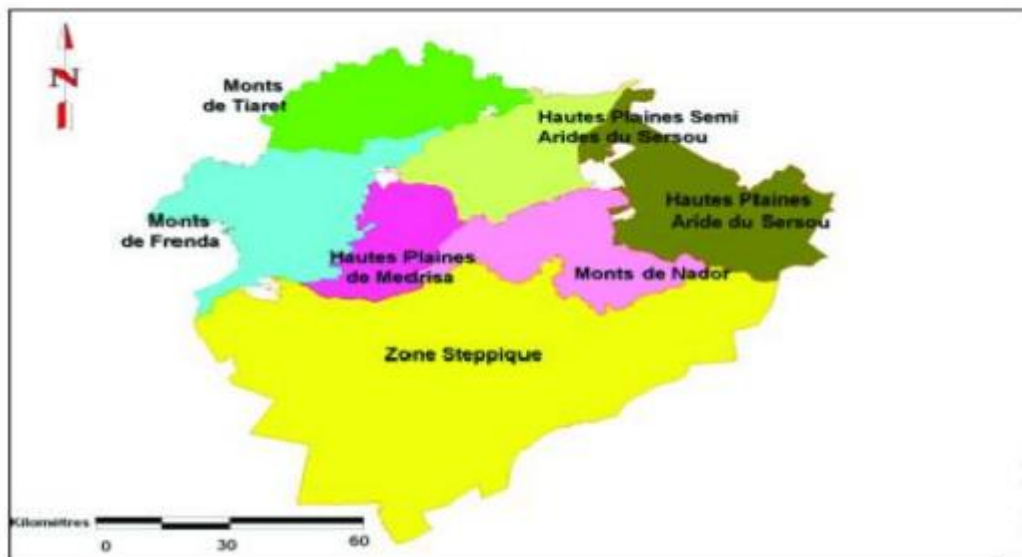 N
Monts
de Tiaret
Hautes Plaines Semi
Arides du Sersou
Hautes Plaines
Aride du Sersou
Monts
de Frenda
Hautes Plaines
de Medrisa
Monts de Nador
Zone Steppique
Kilométres
0 30 60